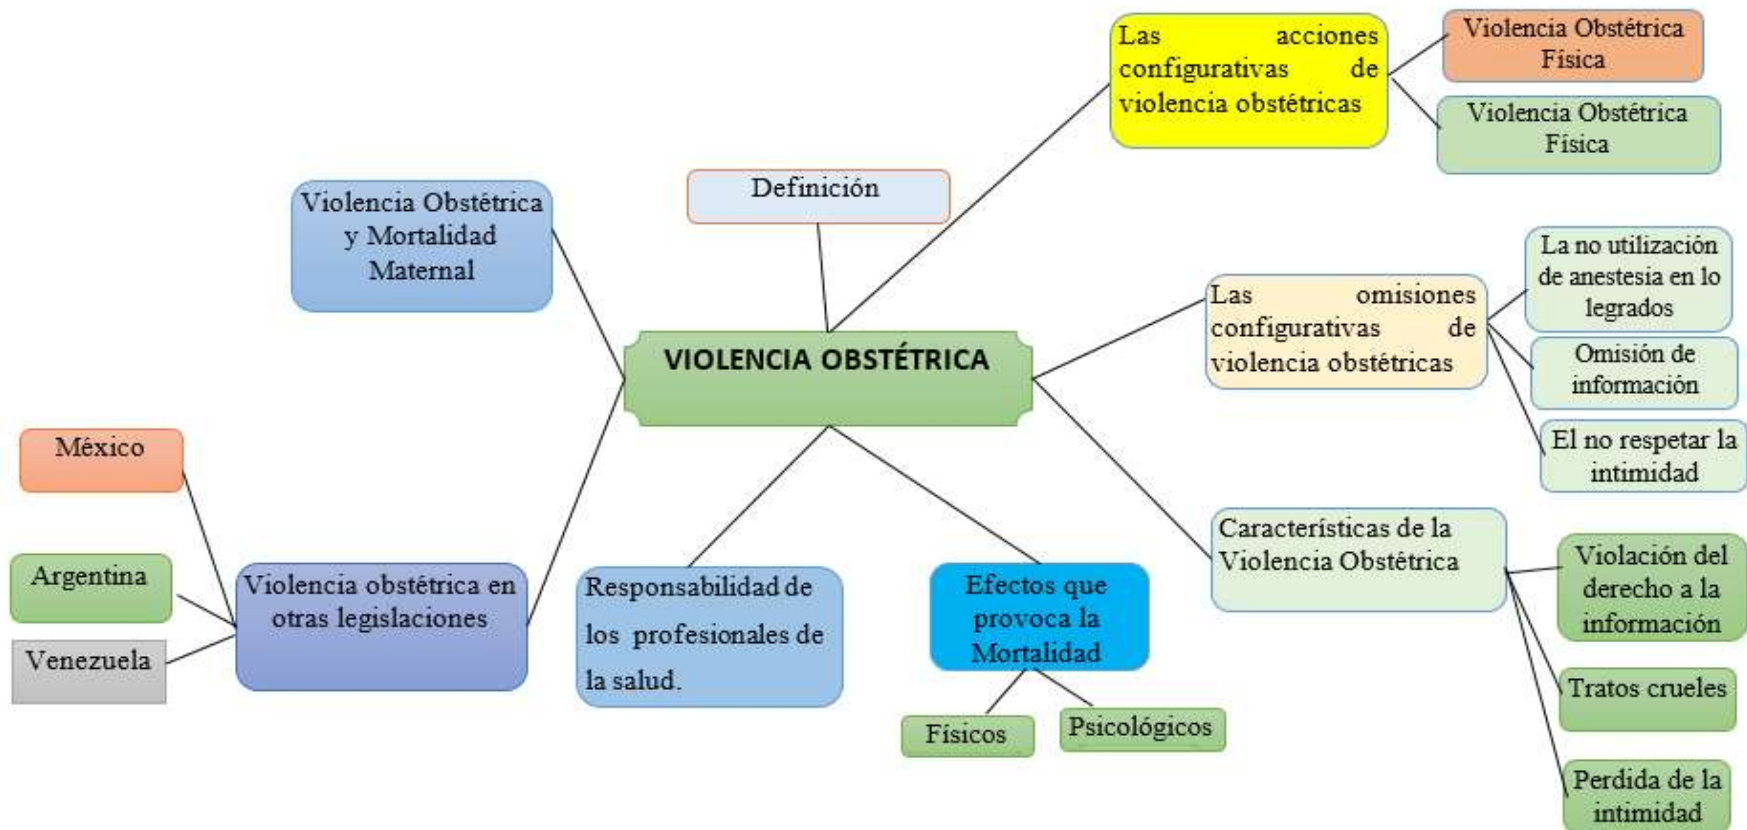 Las acciones
configurativas de
violencia obstétricas
Violencia Obstétrica
Física
Violencia Obstétrica
Física
Definición
Violencia Obstétrica
y Mortalidad
Maternal
La no utilización
de anestesia en lo
legrados
Las omisiones
configurativas de
violencia obstétricas
Omisión de
información
El no respetar la
intimidad
VIOLENCIA OBSTÉTRICA
México
Argentina
Venezuela
Violencia obstétrica en
otras legislaciones
Responsabilidad de
los profesionales de
la salud.
Efectos que
provoca la
Mortalidad
Físicos
Psicológicos
Características de la
Violencia Obstétrica
Violación del
derecho a la
información
Tratos crueles
Perdida de la
intimidad